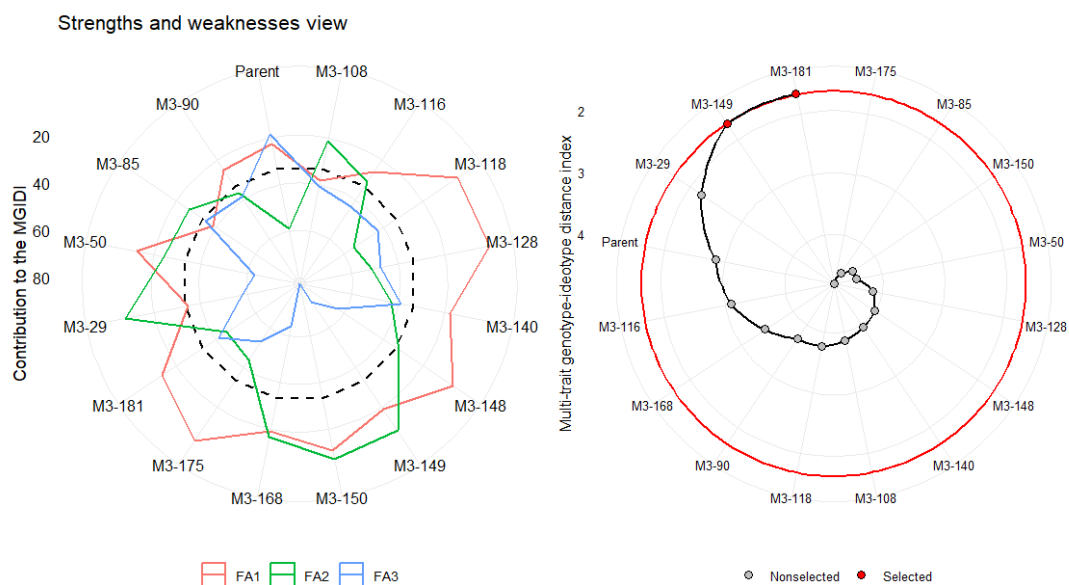 Strengths and weaknesses view
Contribution to the MGIDI
20
40
60
80
Parent
M3-108
M3-116
M3-118
M3-128
M3-140
M3-148
M3-149
M3-150
M3-168
M3-175
M3-181
M3-29
M3-50
M3-85
M3-90
FA1
FA2
FA3
Multi-trait genotype-ideotype distance index
2
3
4
M3-181
M3-175
M3-85
M3-150
M3-50
M3-128
M3-148
M3-140
M3-108
M3-118
M3-90
M3-168
M3-116
Parent
M3-29
M3-149
Nonselected
Selected